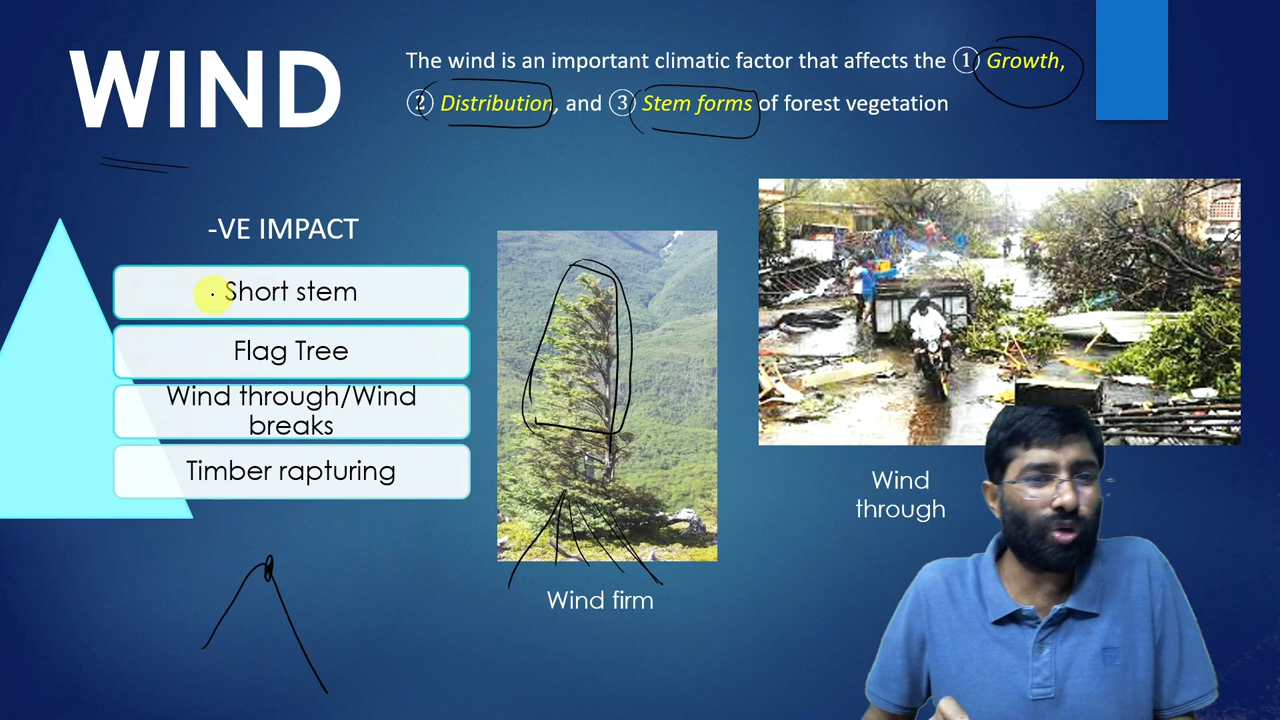 WIND
The wind is an important climatic factor that affects the ① Growth,
② Distribution, and ③ Stem forms of forest vegetation
-VE IMPACT
Short stem
Flag Tree
Wind through/Wind
breaks
Timber rapturing
Wind firm
Wind
through